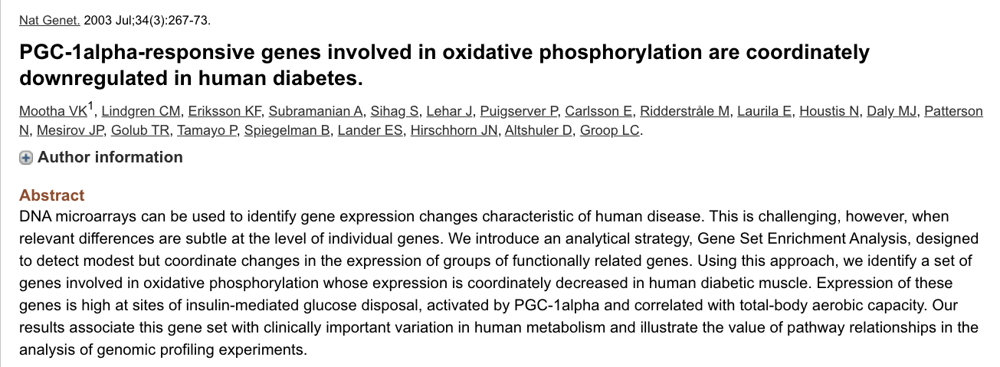 Nat Genet. 2003 Jul;34(3):267-73.
PGC-1alpha-responsive genes involved in oxidative phosphorylation are coordinately
downregulated in human diabetes.
Mootha VK1, Lindgren CM, Eriksson KF, Subramanian A, Sihag S, Lehar J, Puigserver P, Carlsson E, Ridderstråle M, Laurila E, Houstis N, Daly MJ, Patterson
N, Mesirov JP, Golub TR, Tamayo P, Spiegelman B, Lander ES, Hirschhorn JN, Altshuler D, Groop LC.
Author information
Abstract
DNA microarrays can be used to identify gene expression changes characteristic of human disease. This is challenging, however, when
relevant differences are subtle at the level of individual genes. We introduce an analytical strategy, Gene Set Enrichment Analysis, designed
to detect modest but coordinate changes in the expression of groups of functionally related genes. Using this approach, we identify a set of
genes involved in oxidative phosphorylation whose expression is coordinately decreased in human diabetic muscle. Expression of these
genes is high at sites of insulin-mediated glucose disposal, activated by PGC-1alpha and correlated with total-body aerobic capacity. Our
results associate this gene set with clinically important variation in human metabolism and illustrate the value of pathway relationships in the
analysis of genomic profiling experiments.